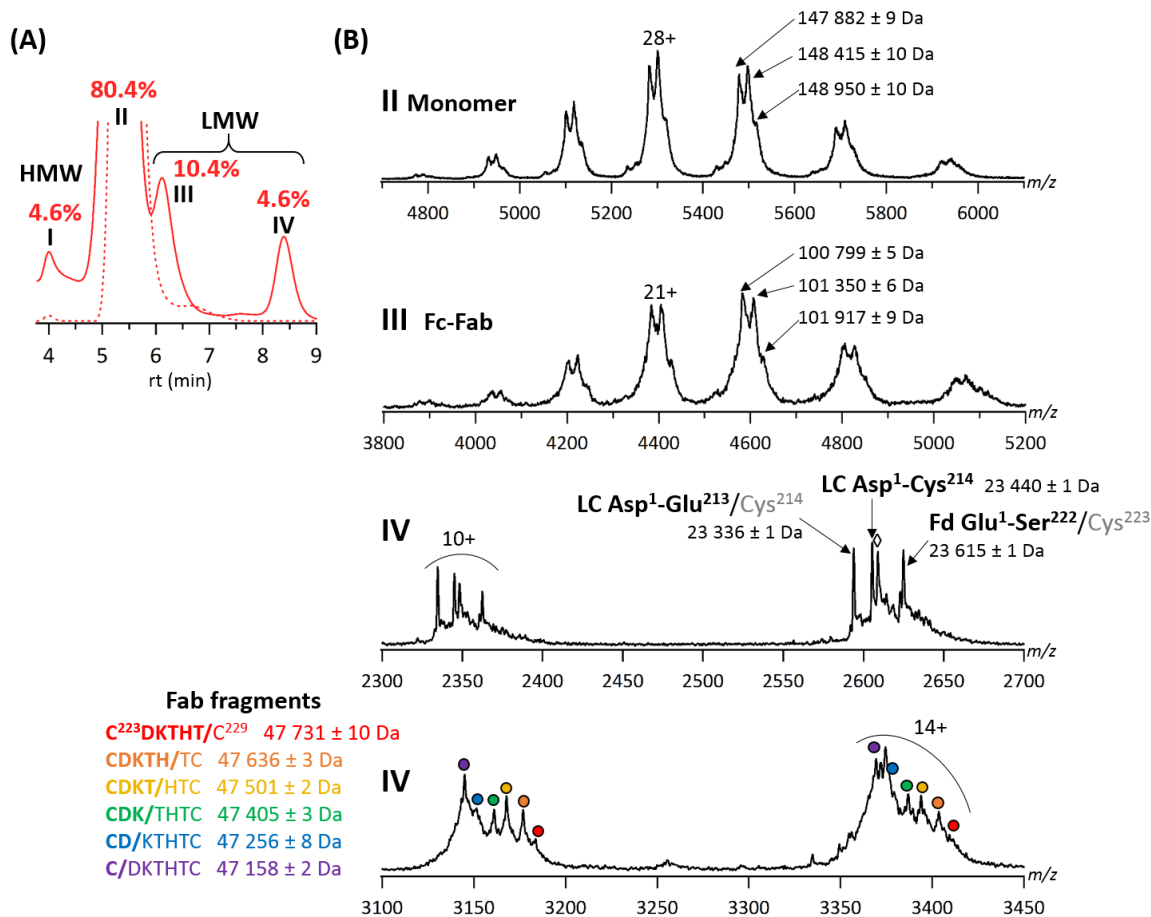 (A)
80.4%
II
LMW
HMW
10.4%
III
4.6%
I
4.6%
IV
4 5 6 7 8 9
rt (min)
(B)
II Monomer
28+
147 882 ± 9 Da
148 415 ± 10 Da
148 950 ± 10 Da
4800 5000 5200 5400 5600 5800 6000 m/z
III Fc-Fab
21+
100 799 ± 5 Da
101 350 ± 6 Da
101 917 ± 9 Da
3800 4000 4200 4400 4600 4800 5000 5200 m/z
IV
10+
LC Asp¹-Glu²¹³/Cys²¹⁴
23 336 ± 1 Da
LC Asp¹-Cys²¹⁴ 23 440 ± 1 Da
Fd Glu¹-Ser²²²/Cys²²³
23 615 ± 1 Da
2300 2350 2400 2450 2500 2550 2600 2650 2700 m/z
Fab fragments
C²²³DKTHT/C²²⁹ 47 731 ± 10 Da
CDKTH/TC 47 636 ± 3 Da
CDKT/HTC 47 501 ± 2 Da
CDK/THTC 47 405 ± 3 Da
CD/KTHTC 47 256 ± 8 Da
C/DKTHTC 47 158 ± 2 Da
IV
14+
3100 3150 3200 3250 3300 3350 3400 3450 m/z